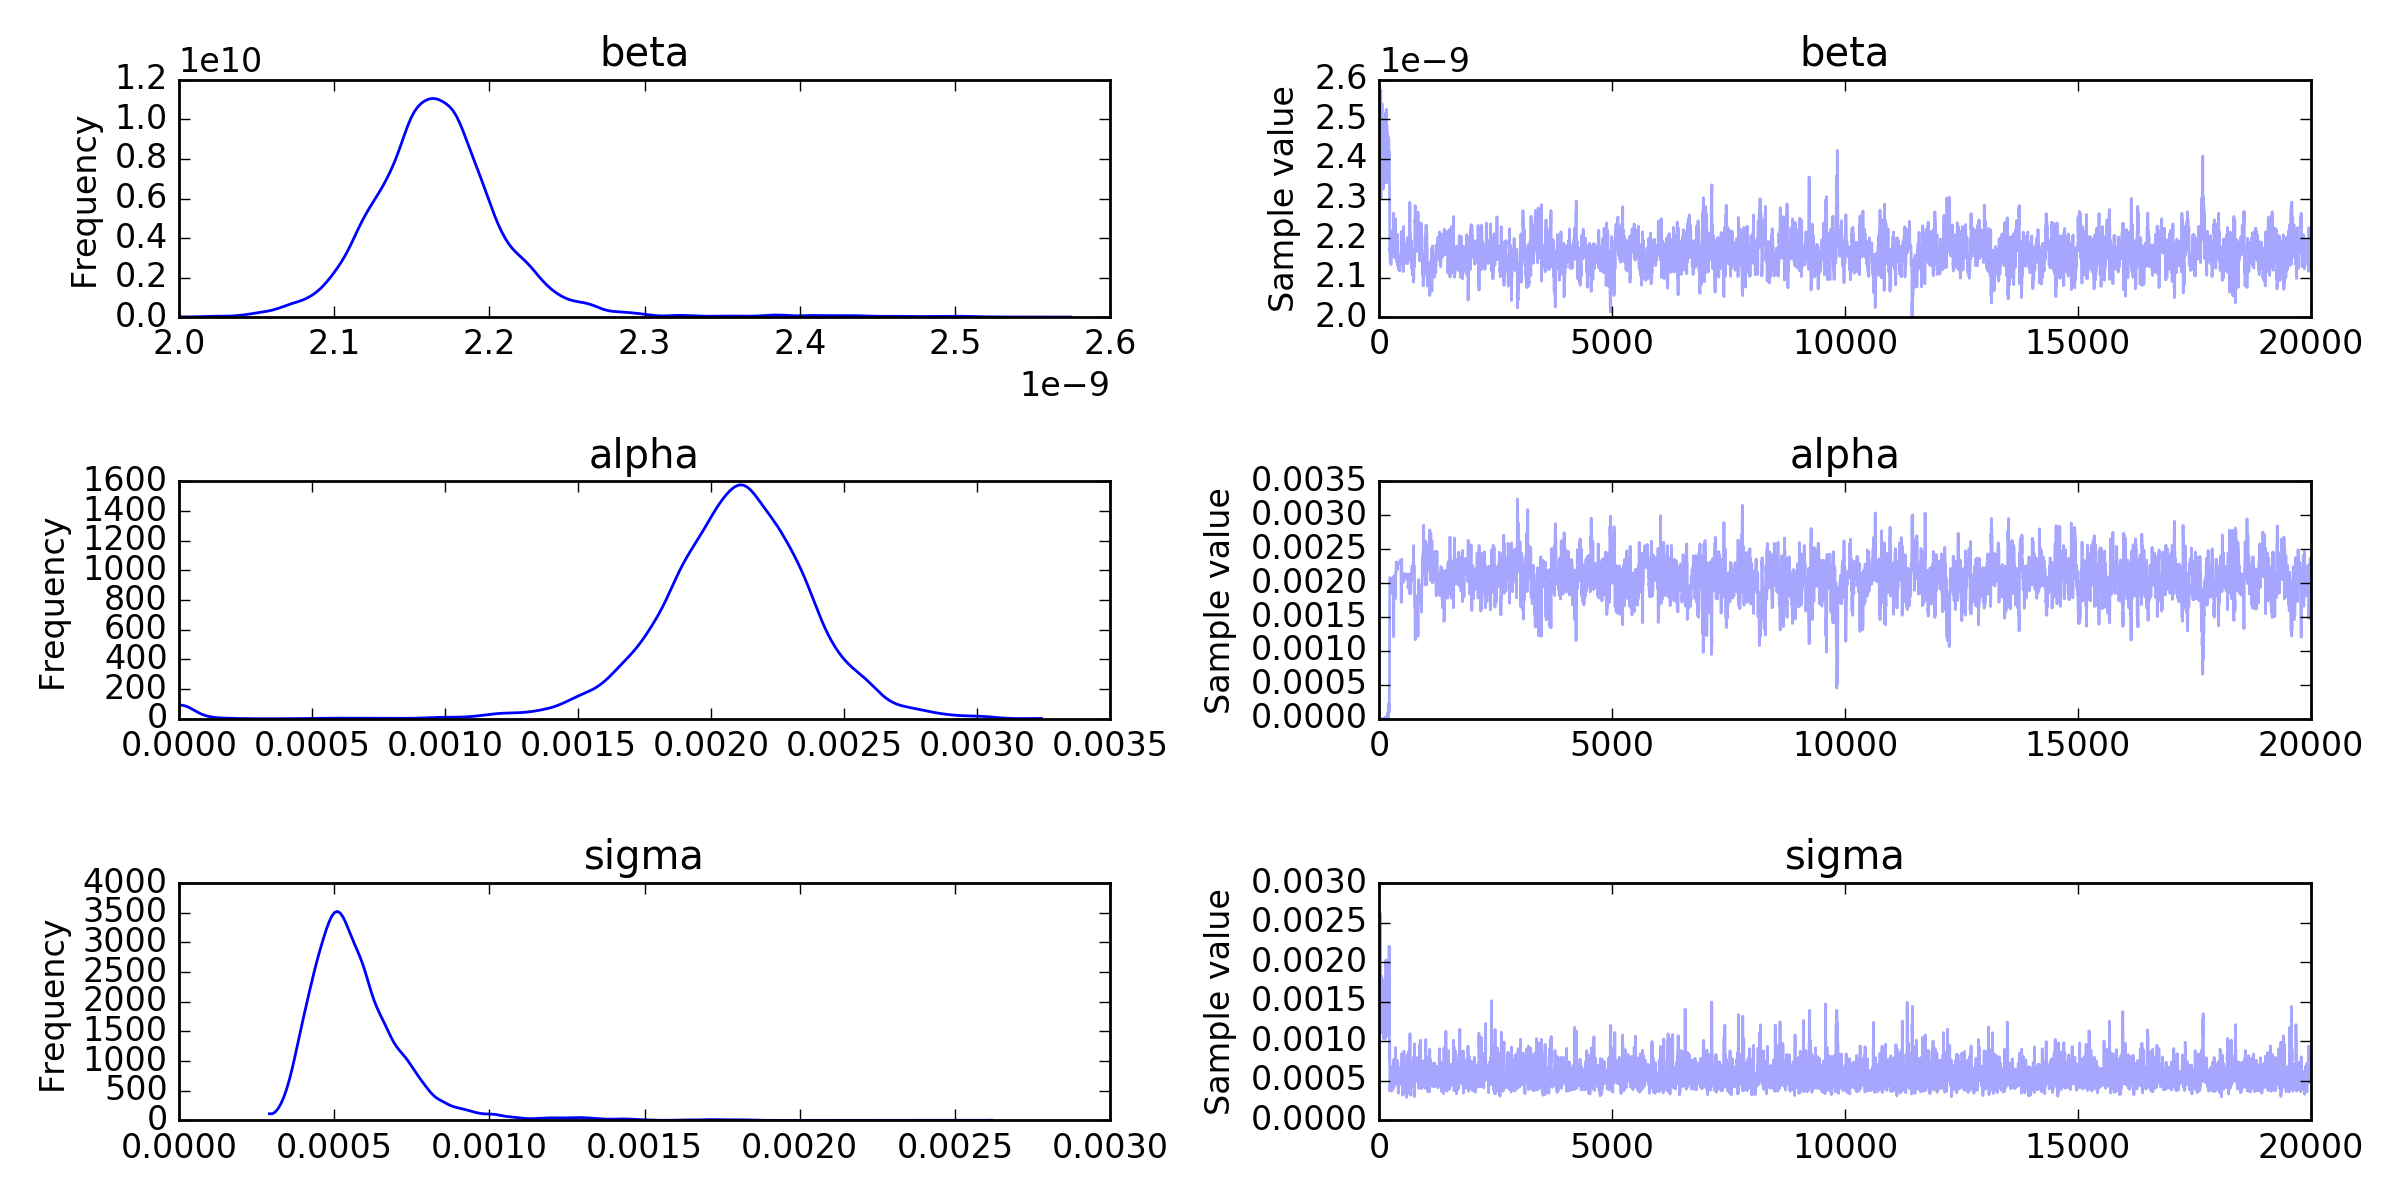 beta
1e10
1.2
1.0
0.8
0.6
0.4
0.2
0.0
Frequency
2.0 2.1 2.2 2.3 2.4 2.5 2.6
1e−9
beta
1e−9
2.6
2.5
2.4
2.3
2.2
2.1
2.0
Sample value
0 5000 10000 15000 20000
alpha
1600
1400
1200
1000
800
600
400
200
0
Frequency
0.0000 0.0005 0.0010 0.0015 0.0020 0.0025 0.0030 0.0035
alpha
0.0035
0.0030
0.0025
0.0020
0.0015
0.0010
0.0005
0.0000
Sample value
0 5000 10000 15000 20000
sigma
4000
3500
3000
2500
2000
1500
1000
500
0
Frequency
0.0000 0.0005 0.0010 0.0015 0.0020 0.0025 0.0030
sigma
0.0030
0.0025
0.0020
0.0015
0.0010
0.0005
0.0000
Sample value
0 5000 10000 15000 20000